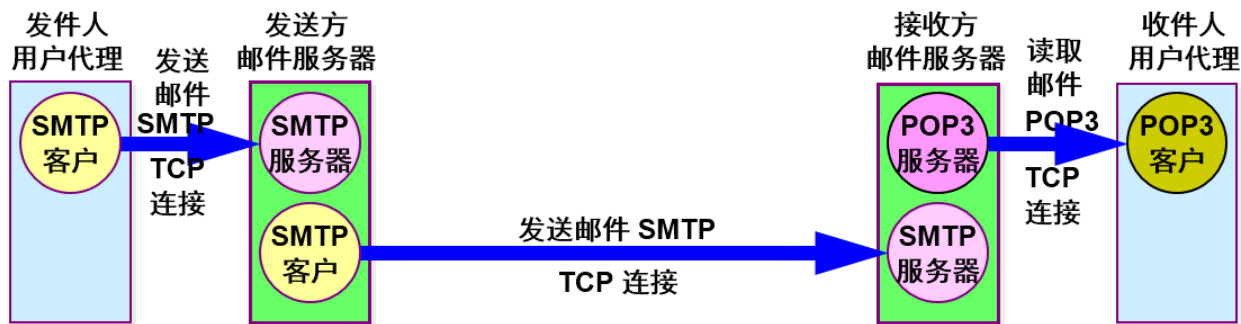 发件人
用户代理
发送
邮件
SMTP
TCP
连接
SMTP
客户
发送方
邮件服务器
SMTP
服务器
SMTP
客户
发送邮件 SMTP
TCP 连接
接收方
邮件服务器
POP3
服务器
SMTP
服务器
读取
邮件
POP3
TCP
连接
收件人
用户代理
POP3
客户